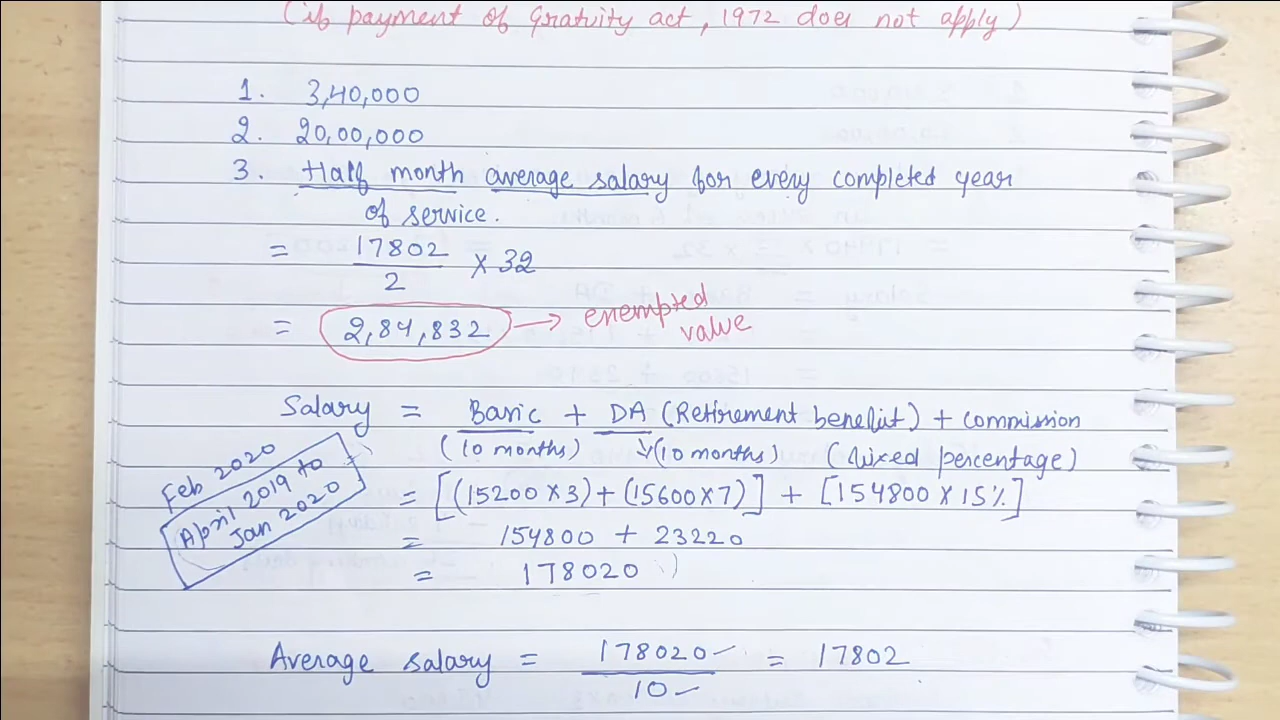 (if payment of Gratuity act, 1972 does not apply)
1. 3,40,000
2. 20,00,000
3. Half month average salary for every completed year
of service.
= 17802 / 2 × 32
= 2,84,832 → exempted
value
Salary = Basic + DA (Retirement benefit) + commission
(10 months) (10 months) (fixed percentage)
Feb 2020
April 2019 to
Jan 2020
= [(15200 × 3) + (15600 × 7)] + [154800 × 15%]
= 154800 + 23220
= 178020
Average salary = 178020 / 10 = 17802